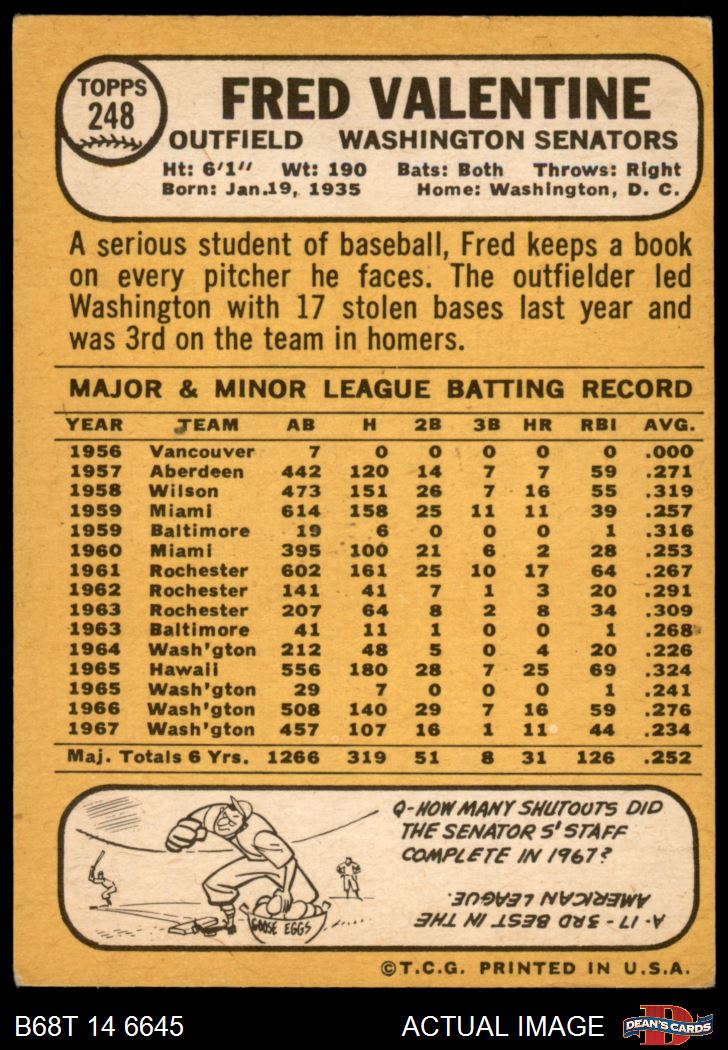 TOPPS
248
FRED VALENTINE
OUTFIELD WASHINGTON SENATORS
Ht: 6'1" Wt: 190 Bats: Both Throws: Right
Born: Jan.19, 1935 Home: Washington, D. C.
A serious student of baseball, Fred keeps a book
on every pitcher he faces. The outfielder led
Washington with 17 stolen bases last year and
was 3rd on the team in homers.
MAJOR & MINOR LEAGUE BATTING RECORD
YEAR TEAM AB H 2B 3B HR RBI AVG.
1956 Vancouver 7 0 0 0 0 0 .000
1957 Aberdeen 442 120 14 7 7 59 .271
1958 Wilson 473 151 26 7 16 55 .319
1959 Miami 614 158 25 11 11 39 .257
1959 Baltimore 19 6 0 0 0 1 .316
1960 Miami 395 100 21 6 2 28 .253
1961 Rochester 602 161 25 10 17 64 .267
1962 Rochester 141 41 7 1 3 20 .291
1963 Rochester 207 64 8 2 8 34 .309
1963 Baltimore 41 11 1 0 0 1 .268
1964 Wash'gton 212 48 5 0 4 20 .226
1965 Hawaii 556 180 28 7 25 69 .324
1965 Wash'gton 29 7 0 0 0 1 .241
1966 Wash'gton 508 140 29 7 16 59 .276
1967 Wash'gton 457 107 16 1 11 44 .234
Maj. Totals 6 Yrs. 1266 319 51 8 31 126 .252
Q-HOW MANY SHUTOUTS DID
THE SENATORS' STAFF
COMPLETE IN 1967?
A-17 - 3RD BEST IN THE
AMERICAN LEAGUE.
GOOSE EGGS
©T.C.G. PRINTED IN U.S.A.
B68T 14 6645 ACTUAL IMAGE
D
DEAN'S CARDS